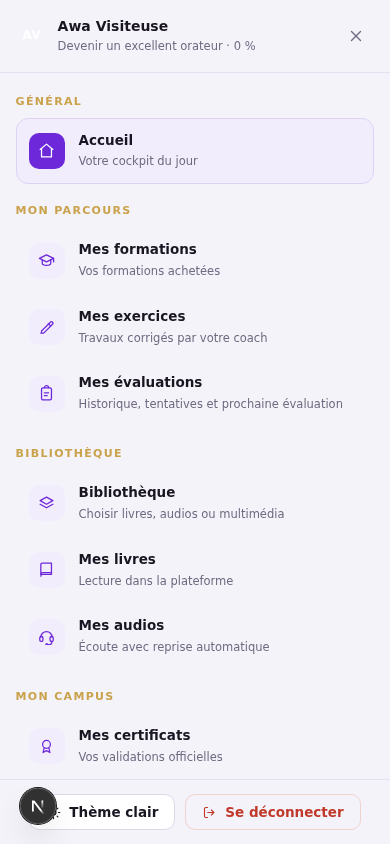 AV
Awa Visiteuse
Devenir un excellent orateur · 0 %
GÉNÉRAL
Accueil
Votre cockpit du jour
MON PARCOURS
Mes formations
Vos formations achetées
Mes exercices
Travaux corrigés par votre coach
Mes évaluations
Historique, tentatives et prochaine évaluation
BIBLIOTHÈQUE
Bibliothèque
Choisir livres, audios ou multimédia
Mes livres
Lecture dans la plateforme
Mes audios
Écoute avec reprise automatique
MON CAMPUS
Mes certificats
Vos validations officielles
N
Thème clair
Se déconnecter